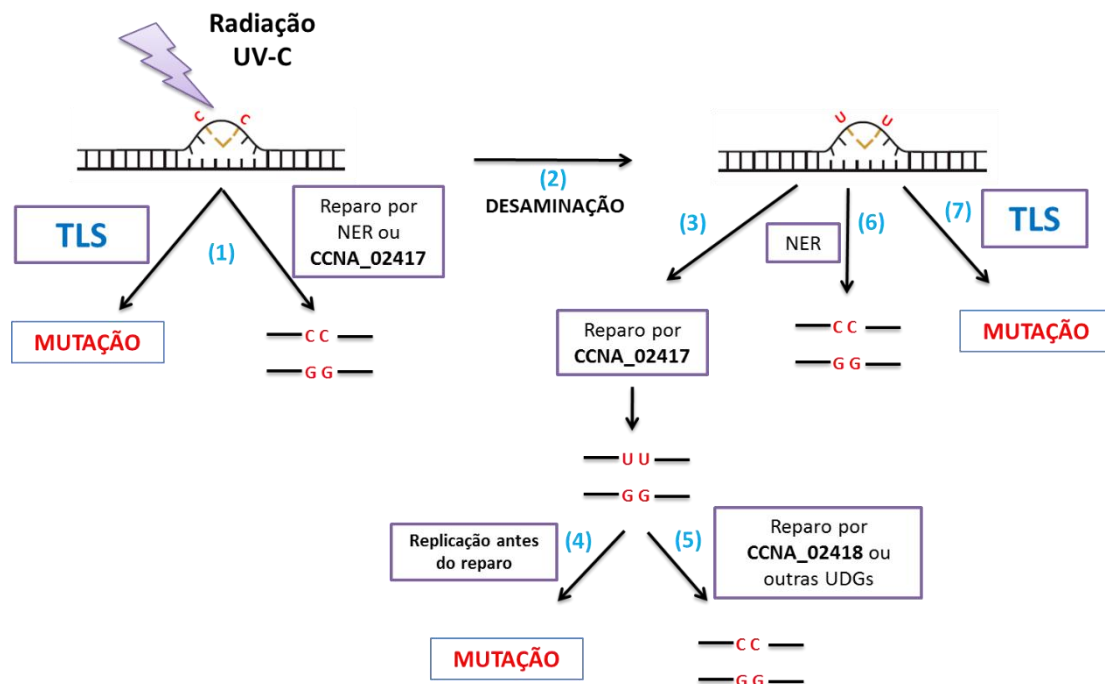 Radiação
UV-C
C C
U U
(2)
DESAMINAÇÃO
TLS
(1)
Reparo por
NER ou
CCNA_02417
(3)
NER
(6)
(7)
TLS
MUTAÇÃO
C C
G G
Reparo por
CCNA_02417
C C
G G
MUTAÇÃO
U U
G G
Replicação antes
do reparo
(4)
(5)
Reparo por
CCNA_02418 ou
outras UDGs
MUTAÇÃO
C C
G G